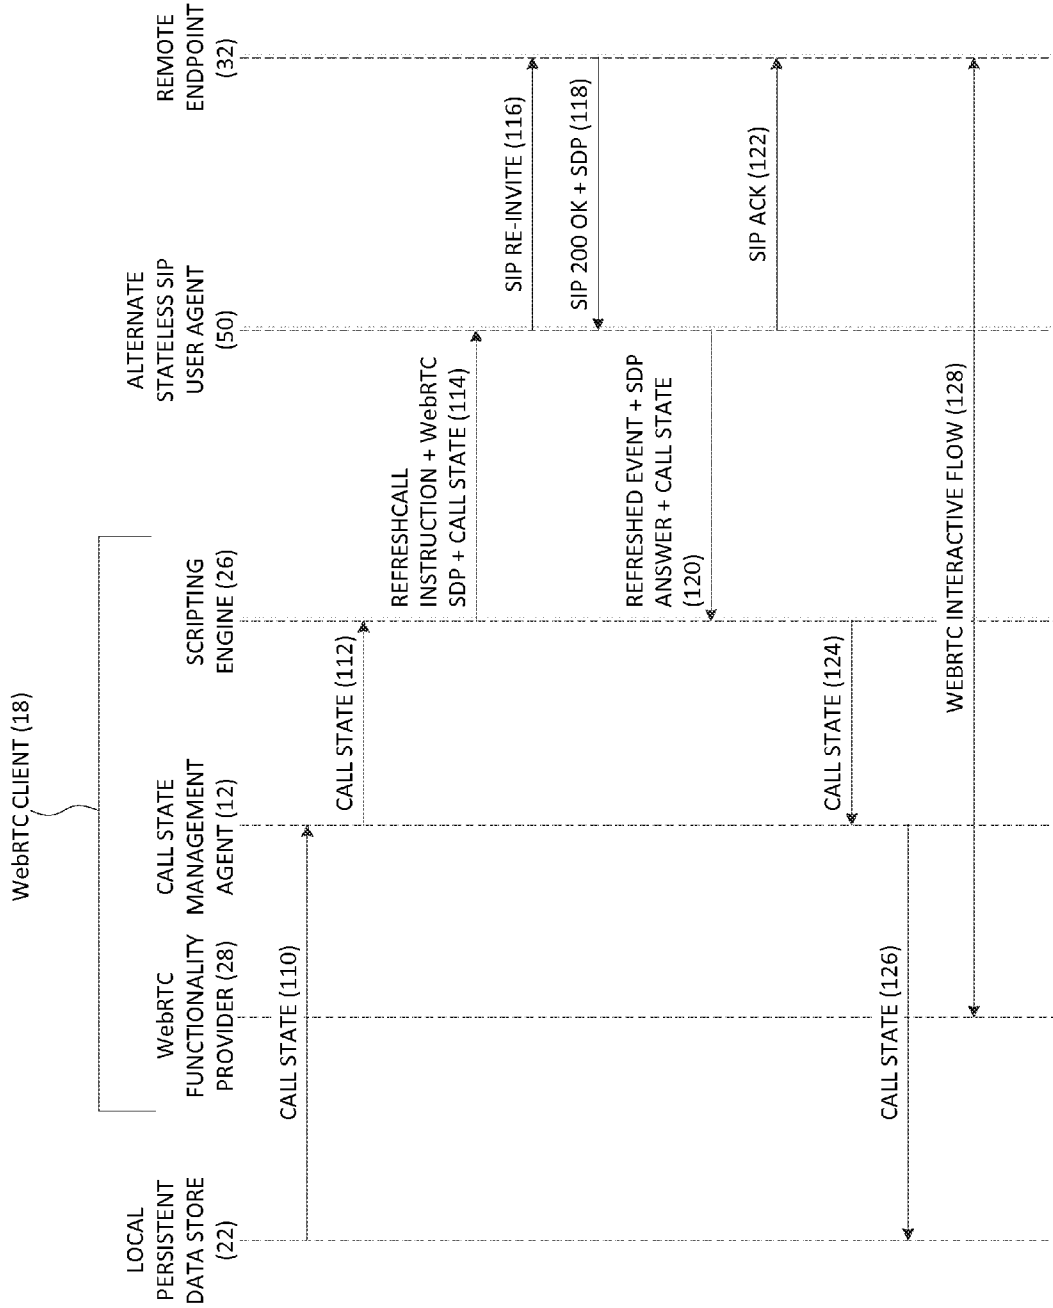 WebRTC CLIENT (18)
LOCAL
PERSISTENT
DATA STORE
(22)
WebRTC
FUNCTIONALITY
PROVIDER (28)
CALL STATE
MANAGEMENT
AGENT (12)
SCRIPTING
ENGINE (26)
ALTERNATE
STATELESS SIP
USER AGENT
(50)
REMOTE
ENDPOINT
(32)
CALL STATE (110)
CALL STATE (112)
REFRESHCALL
INSTRUCTION + WebRTC
SDP + CALL STATE (114)
SIP RE-INVITE (116)
SIP 200 OK + SDP (118)
REFRESHED EVENT + SDP
ANSWER + CALL STATE
(120)
SIP ACK (122)
CALL STATE (124)
CALL STATE (126)
WEBRTC INTERACTIVE FLOW (128)